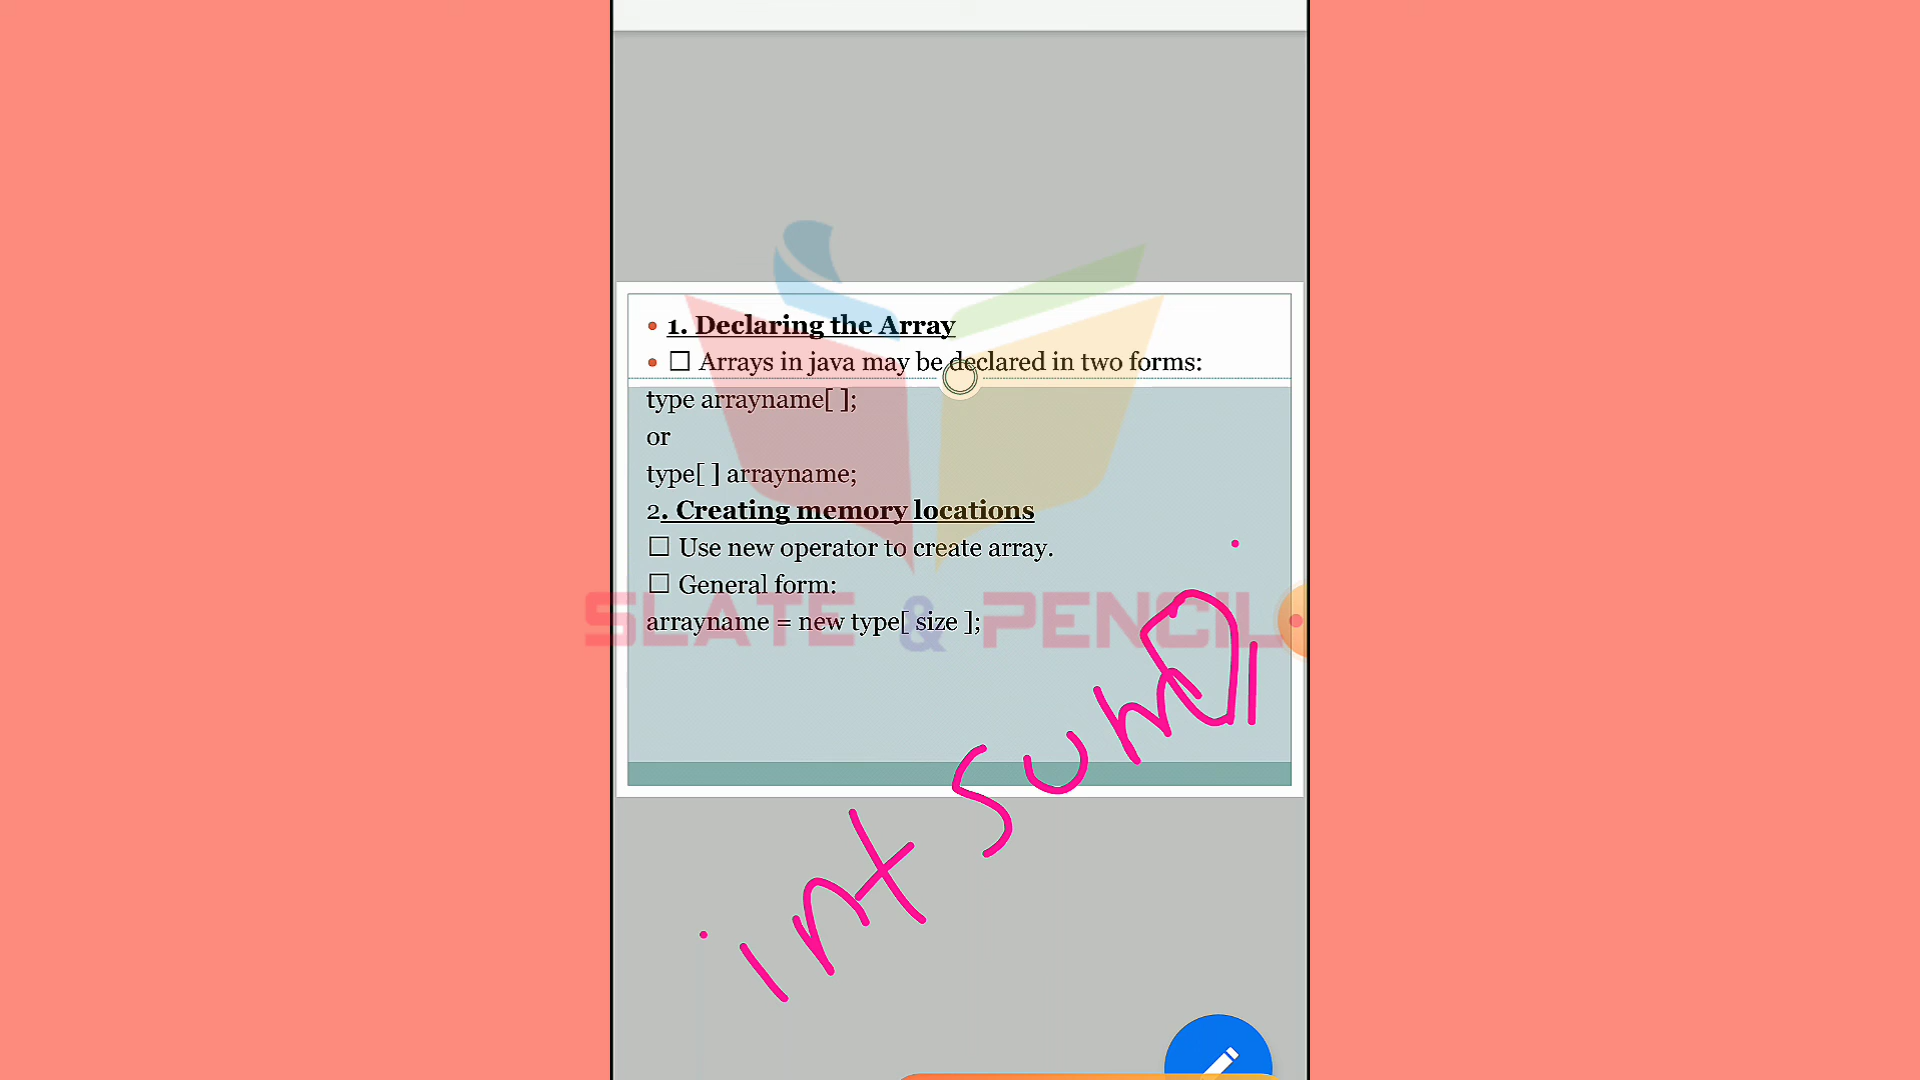 1. Declaring the Array
☐ Arrays in java may be declared in two forms:
type arrayname[ ];
or
type[ ] arrayname;
2. Creating memory locations
☐ Use new operator to create array.
☐ General form:
arrayname = new type[ size ];
SLATE & PENCIL
int sum[];